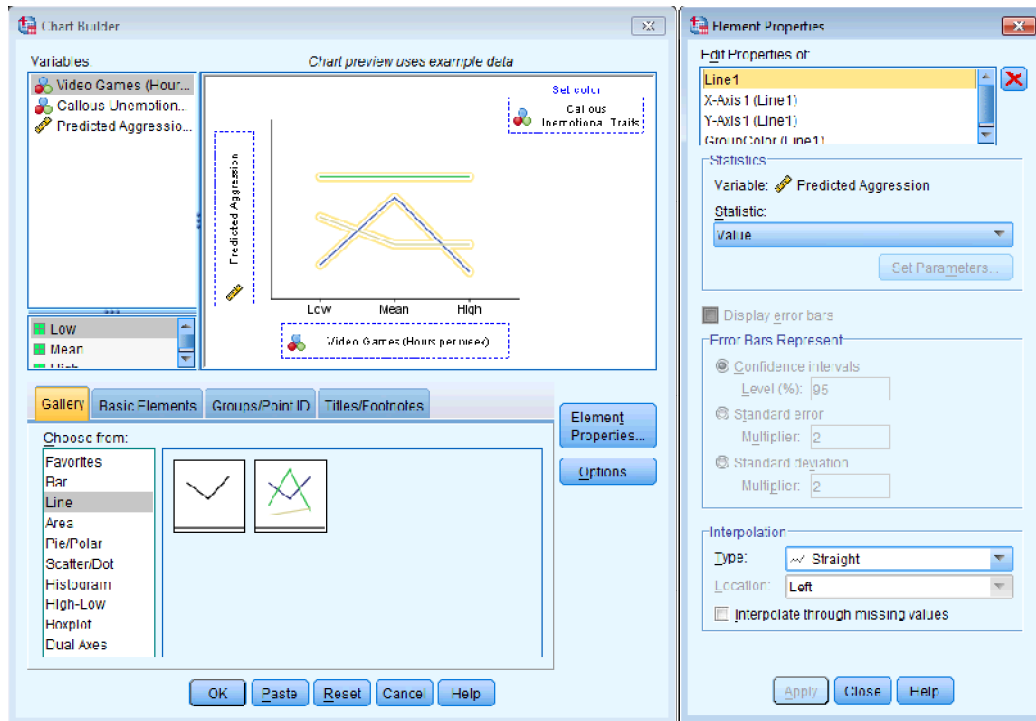 Chart Builder
Variables
Chart preview uses example data
Video Games (Hour...
Callous Unemotion...
Predicted Aggressio...
Set color
Callous
Unemotional Traits
Predicted Aggression
Low Mean High
Video Games (Hours per week)
Low
Mean
High
Gallery Basic Elements Groups/Point ID Titles/Footnotes
Choose from:
Favorites
Bar
Line
Area
Pie/Polar
Scatter/Dot
Histogram
High-Low
Boxplot
Dual Axes
Element
Properties...
Options
OK Paste Reset Cancel Help
Element Properties
Edit Properties of:
Line1
X-Axis1 (Line1)
Y-Axis1 (Line1)
GroupColor (Line1)
Statistics
Variable: Predicted Aggression
Statistic:
Value
Set Parameters...
Display error bars
Error Bars Represent
Confidence intervals
Level (%): 95
Standard error
Multiplier: 2
Standard deviation
Multiplier: 2
Interpolation
Type: Straight
Location: Left
Interpolate through missing values
Apply Close Help